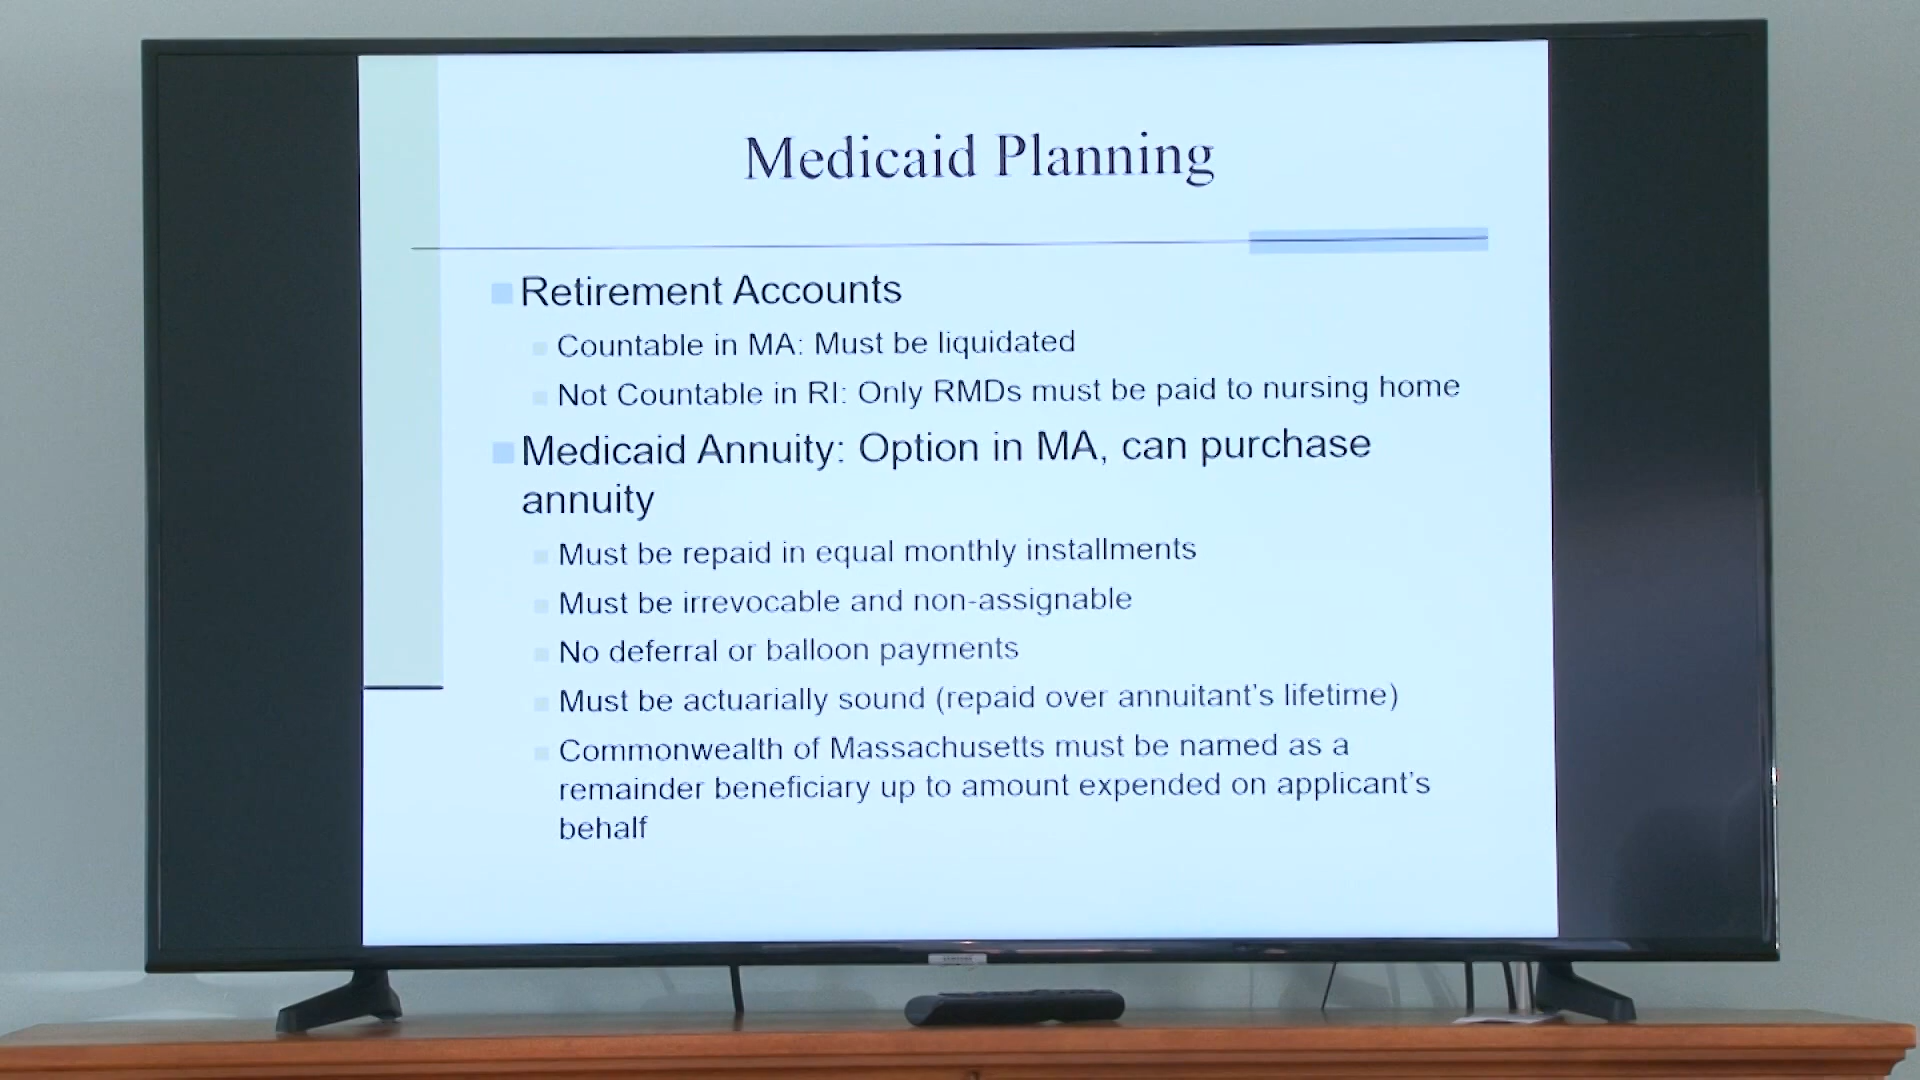 Medicaid Planning
Retirement Accounts
Countable in MA: Must be liquidated
Not Countable in RI: Only RMDs must be paid to nursing home
Medicaid Annuity: Option in MA, can purchase
annuity
Must be repaid in equal monthly installments
Must be irrevocable and non-assignable
No deferral or balloon payments
Must be actuarially sound (repaid over annuitant's lifetime)
Commonwealth of Massachusetts must be named as a
remainder beneficiary up to amount expended on applicant's
behalf
SAMSUNG